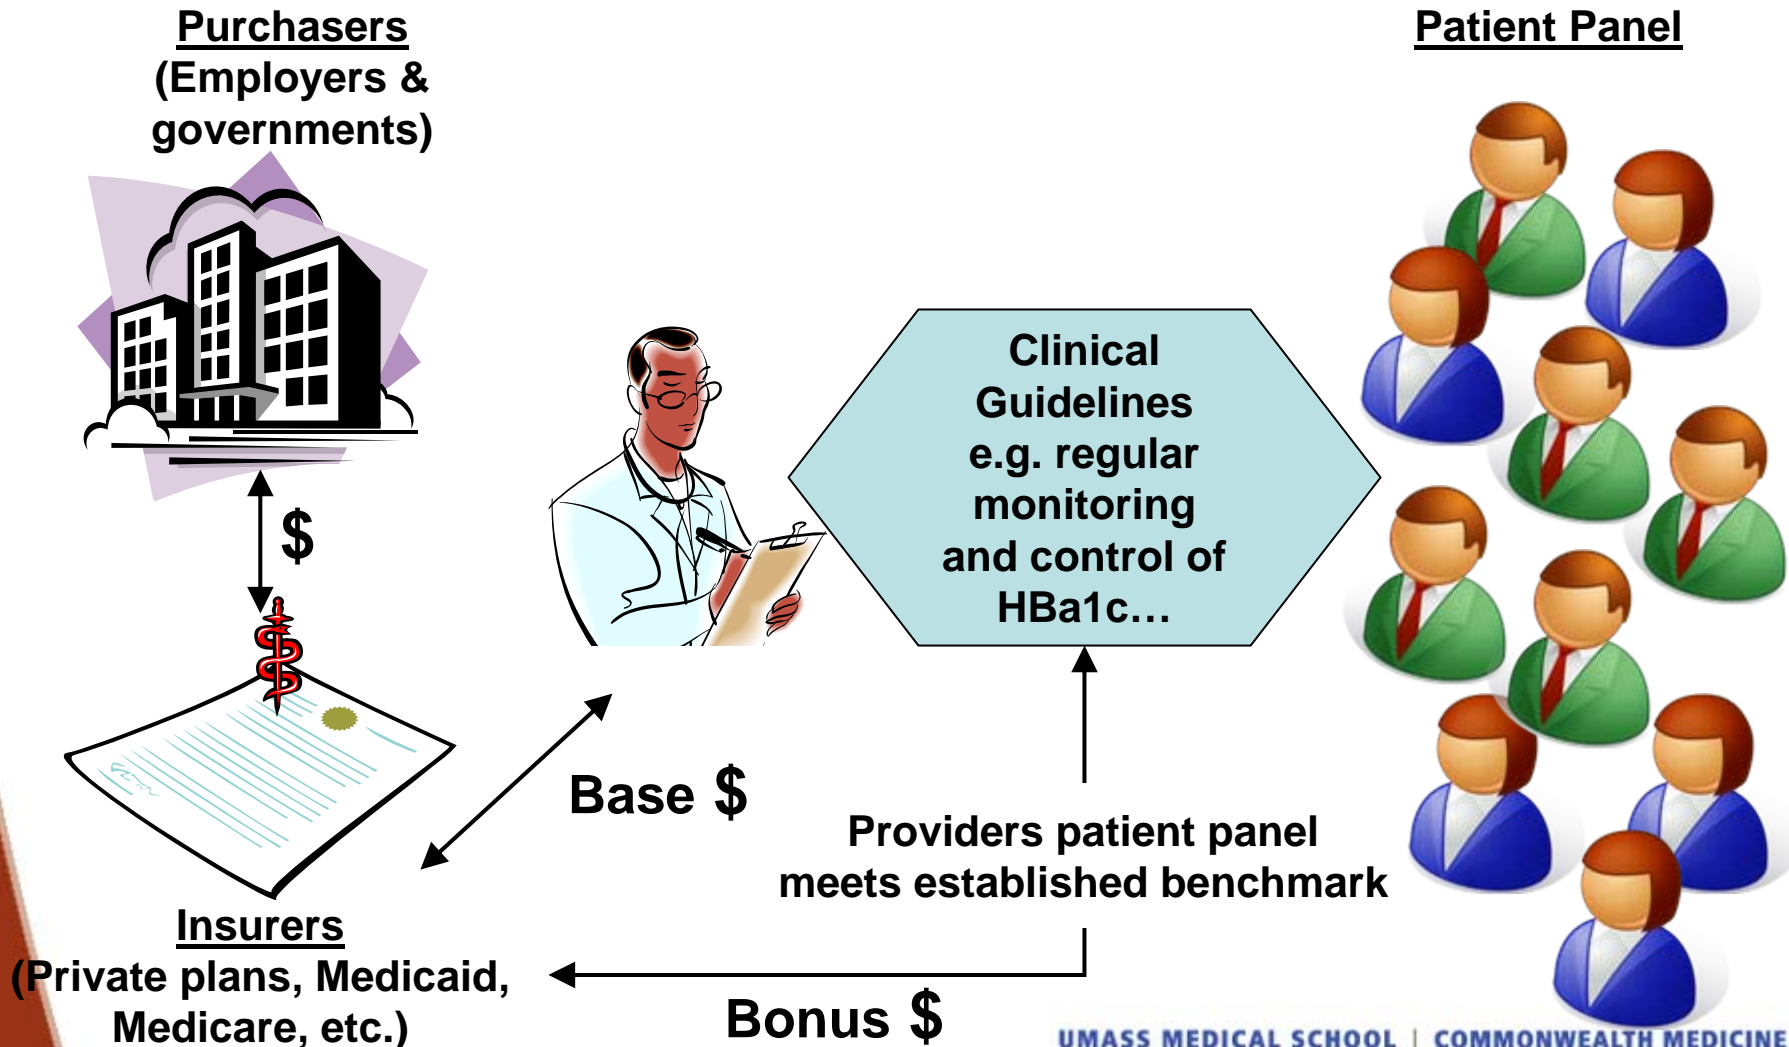 Purchasers
(Employers &
governments)
Patient Panel
$
Clinical
Guidelines
e.g. regular
monitoring
and control of
HBa1c…
Base $
Providers patient panel
meets established benchmark
Insurers
(Private plans, Medicaid,
Medicare, etc.)
Bonus $
UMASS MEDICAL SCHOOL | COMMONWEALTH MEDICINE